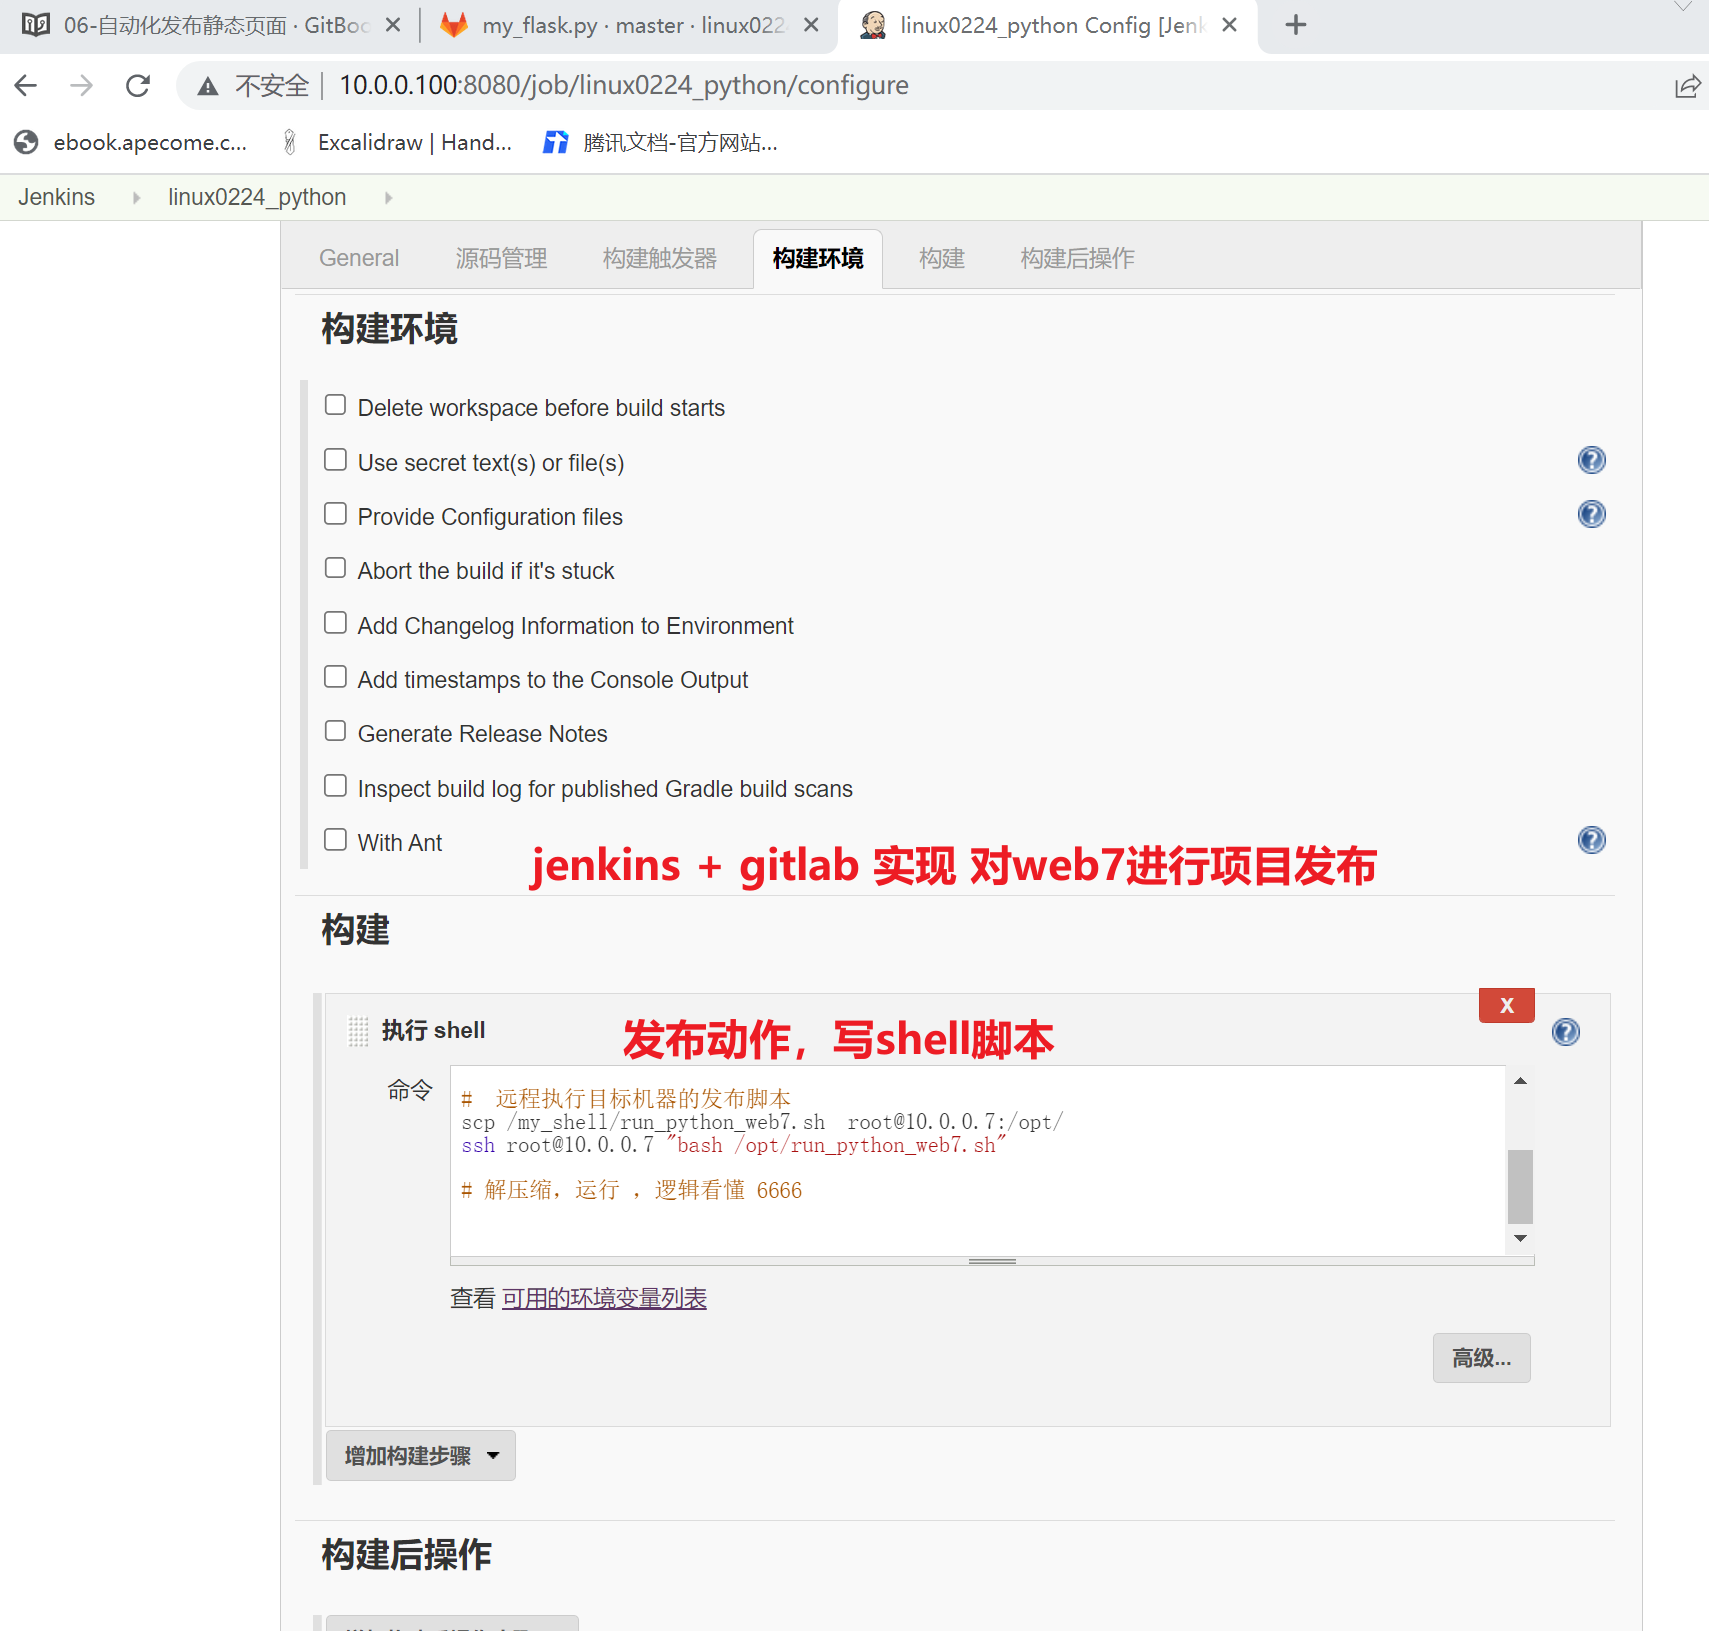 06-自动化发布静态页面 · GitBoo
my_flask.py · master · linux022
linux0224_python Config [Jenk
不安全 10.0.0.100:8080/job/linux0224_python/configure
ebook.apecome.c...
Excalidraw | Hand...
腾讯文档-官方网站...
Jenkins
linux0224_python
General
源码管理
构建触发器
构建环境
构建
构建后操作
构建环境
Delete workspace before build starts
Use secret text(s) or file(s)
Provide Configuration files
Abort the build if it's stuck
Add Changelog Information to Environment
Add timestamps to the Console Output
Generate Release Notes
Inspect build log for published Gradle build scans
With Ant
jenkins + gitlab 实现 对web7进行项目发布
构建
X
执行 shell
发布动作，写shell脚本
命令
#  远程执行目标机器的发布脚本
scp /my_shell/run_python_web7.sh  root@10.0.0.7:/opt/
ssh root@10.0.0.7 "bash /opt/run_python_web7.sh"
# 解压缩，运行 ，逻辑看懂 6666
查看 可用的环境变量列表
高级...
增加构建步骤
构建后操作